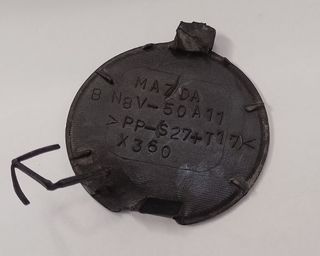 MAZDA
B N8V-50A11
>PP-S27+T17<
X360